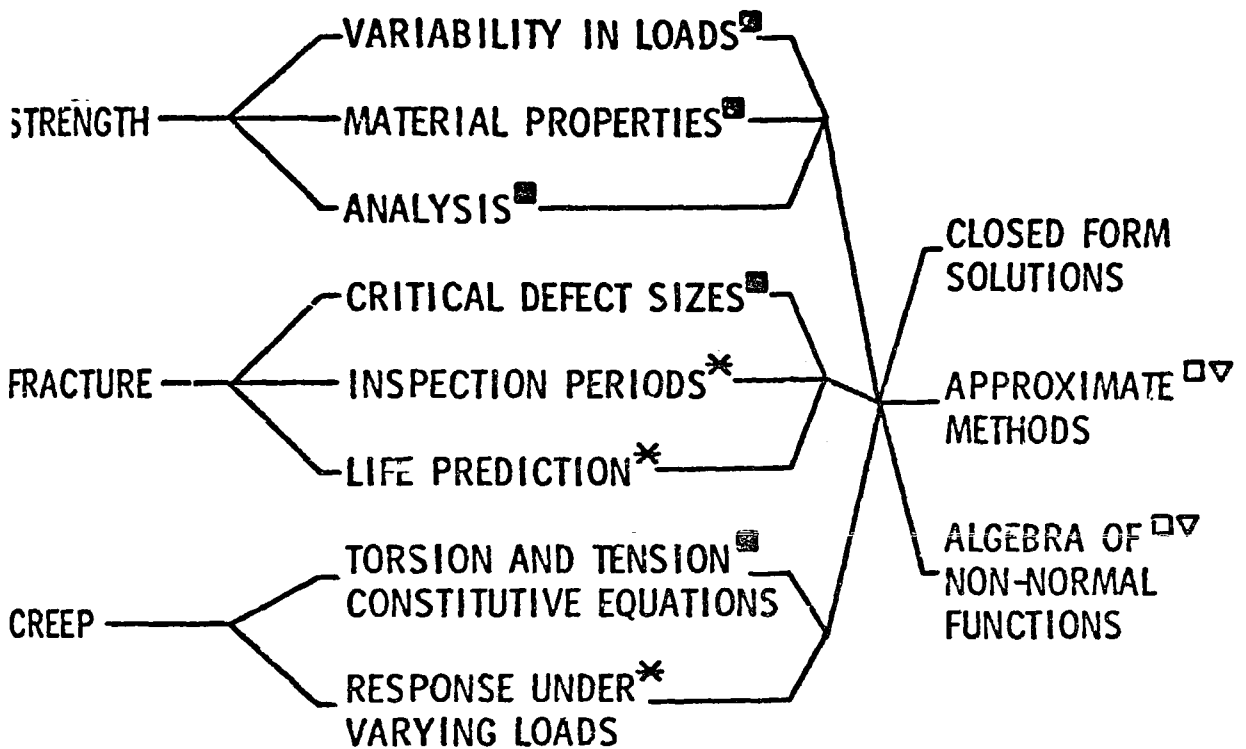 STRENGTH
VARIABILITY IN LOADS
MATERIAL PROPERTIES
ANALYSIS
FRACTURE
CRITICAL DEFECT SIZES
INSPECTION PERIODS*
LIFE PREDICTION*
CREEP
TORSION AND TENSION
CONSTITUTIVE EQUATIONS
RESPONSE UNDER*
VARYING LOADS
CLOSED FORM
SOLUTIONS
APPROXIMATE □▽
METHODS
ALGEBRA OF □▽
NON-NORMAL
FUNCTIONS